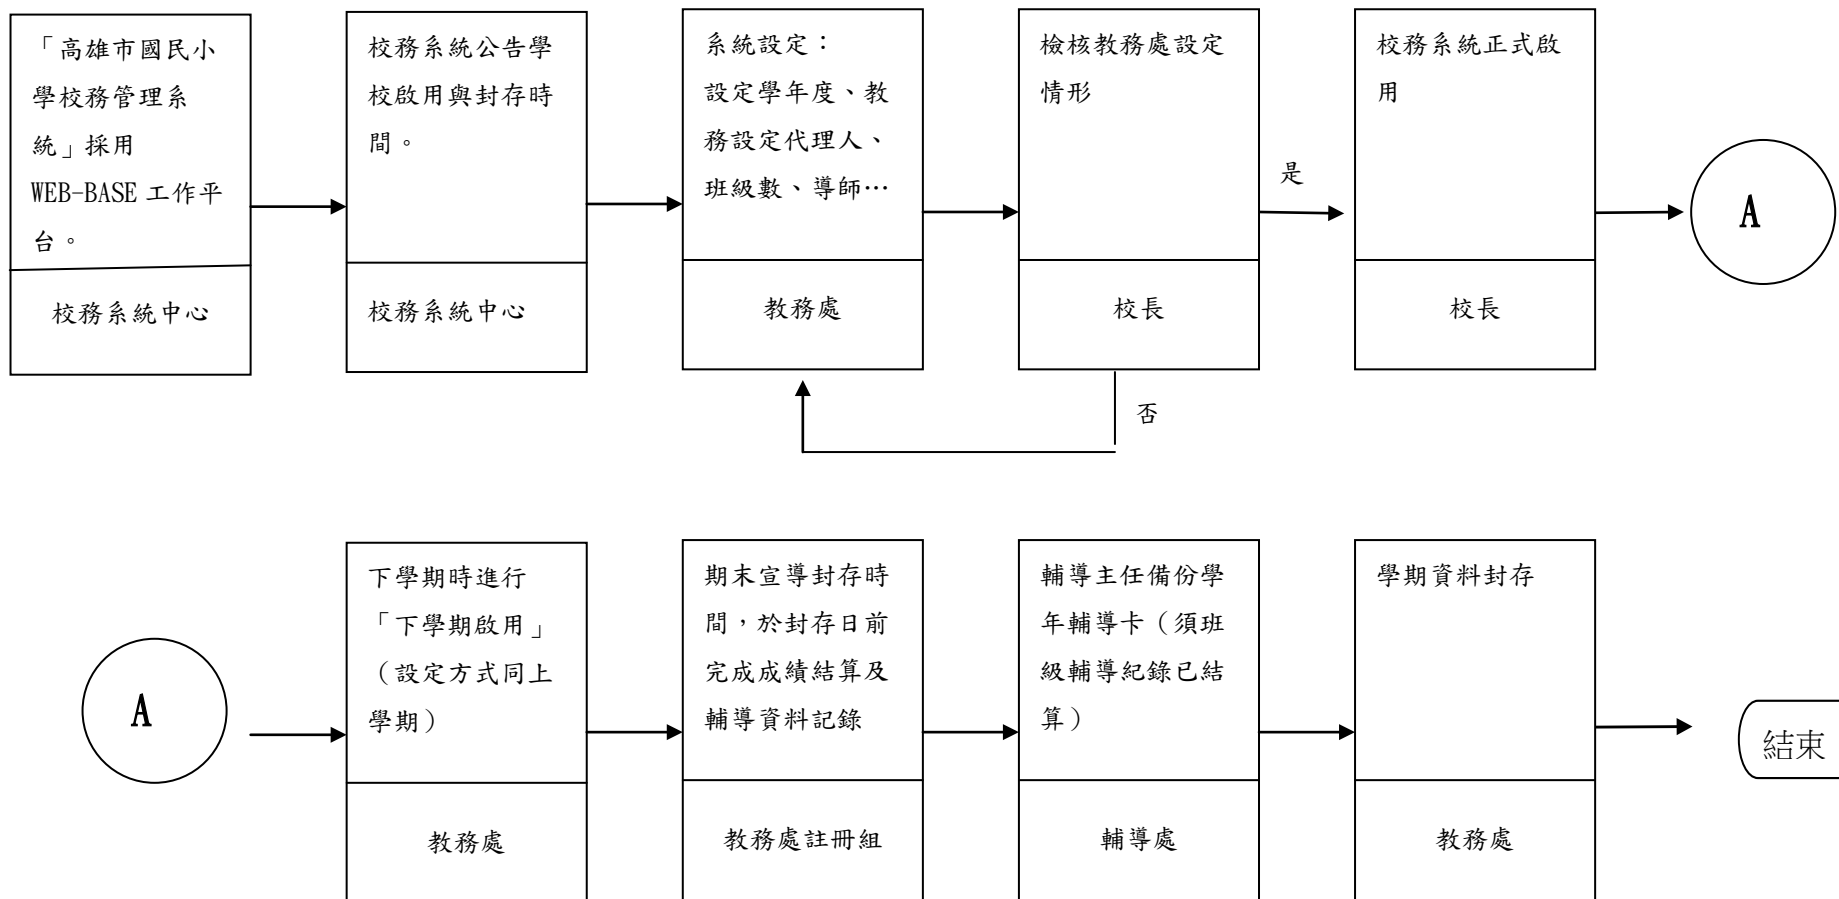 「高雄市國民小
學校務管理系
統」採用
WEB-BASE 工作平
台。
校務系統中心
校務系統公告學
校啟用與封存時
間。
校務系統中心
系統設定：
設定學年度、教
務設定代理人、
班級數、導師…
教務處
檢核教務處設定
情形
校長
是
否
校務系統正式啟
用
校長
A
A
下學期時進行
「下學期啟用」
（設定方式同上
學期）
教務處
期末宣導封存時
間，於封存日前
完成成績結算及
輔導資料記錄
教務處註冊組
輔導主任備份學
年輔導卡（須班
級輔導紀錄已結
算）
輔導處
學期資料封存
教務處
結束